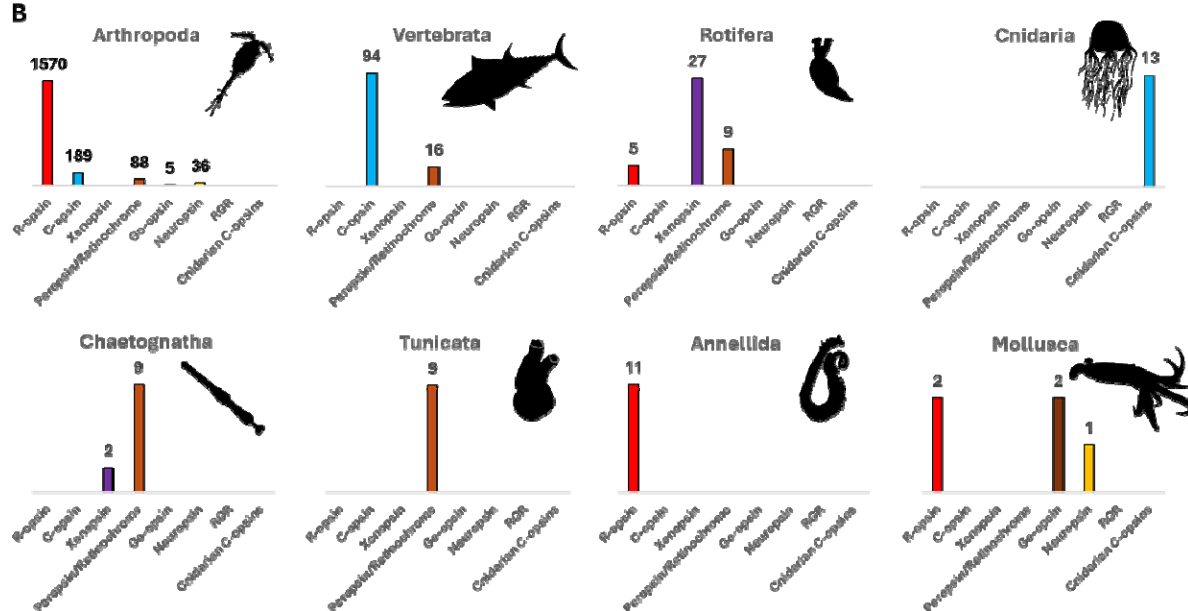 B
Arthropoda
1570
189
88
5
36
R-opsin
C-opsin
Xenopsin
Peropsin/Retinochrome
Go-opsin
Neuropsin
RGR
Cnidarian C-opsins
Vertebrata
94
16
R-opsin
C-opsin
Xenopsin
Peropsin/Retinochrome
Go-opsin
Neuropsin
RGR
Cnidarian C-opsins
Rotifera
5
27
9
R-opsin
C-opsin
Xenopsin
Peropsin/Retinochrome
Go-opsin
Neuropsin
RGR
Cnidarian C-opsins
Cnidaria
13
R-opsin
C-opsin
Xenopsin
Peropsin/Retinochrome
Go-opsin
Neuropsin
RGR
Cnidarian C-opsins
Chaetognatha
2
9
R-opsin
C-opsin
Xenopsin
Peropsin/Retinochrome
Go-opsin
Neuropsin
RGR
Cnidarian C-opsins
Tunicata
9
R-opsin
C-opsin
Xenopsin
Peropsin/Retinochrome
Go-opsin
Neuropsin
RGR
Cnidarian C-opsins
Annellida
11
R-opsin
C-opsin
Xenopsin
Peropsin/Retinochrome
Go-opsin
Neuropsin
RGR
Cnidarian C-opsins
Mollusca
2
2
1
R-opsin
C-opsin
Xenopsin
Peropsin/Retinochrome
Go-opsin
Neuropsin
RGR
Cnidarian C-opsins